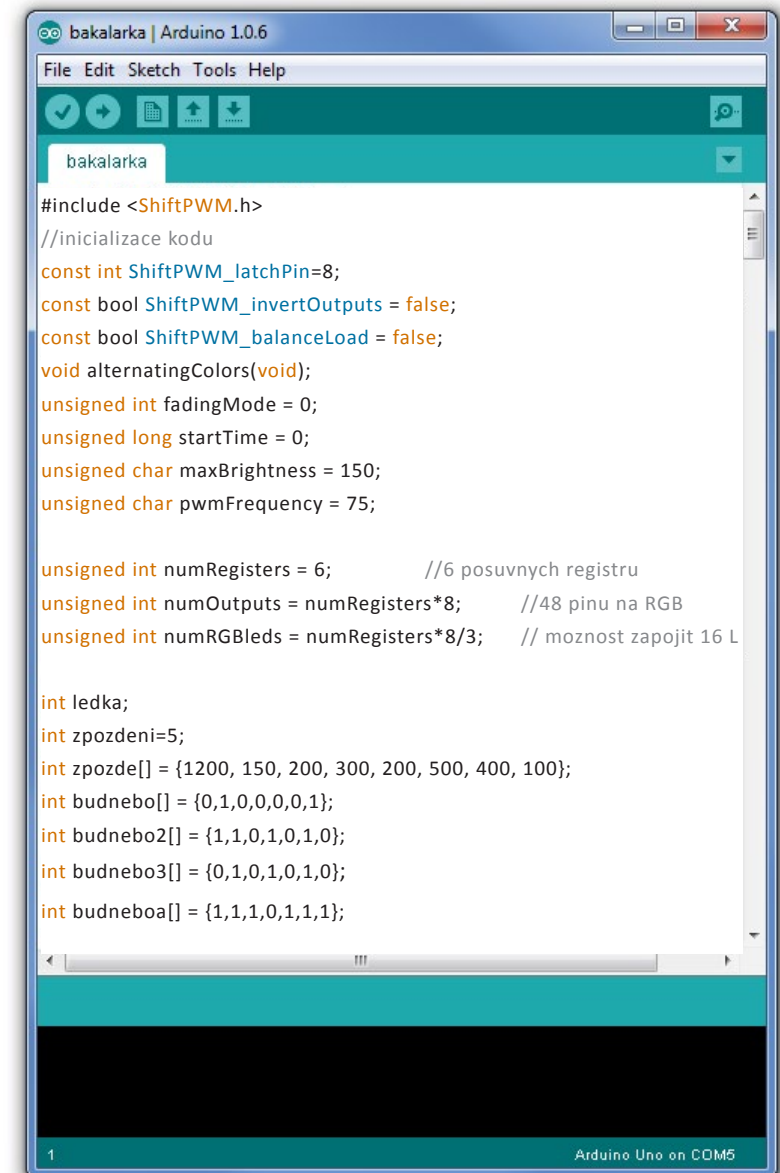 bakalarka | Arduino 1.0.6
File Edit Sketch Tools Help
bakalarka
#include <ShiftPWM.h>
//inicializace kodu
const int ShiftPWM_latchPin=8;
const bool ShiftPWM_invertOutputs = false;
const bool ShiftPWM_balanceLoad = false;
void alternatingColors(void);
unsigned int fadingMode = 0;
unsigned long startTime = 0;
unsigned char maxBrightness = 150;
unsigned char pwmFrequency = 75;
unsigned int numRegisters = 6; //6 posuvnych registru
unsigned int numOutputs = numRegisters*8; //48 pinu na RGB
unsigned int numRGBleds = numRegisters*8/3; // moznost zapojit 16 L
int ledka;
int zpozdeni=5;
int zpozde[] = {1200, 150, 200, 300, 200, 500, 400, 100};
int budnebo[] = {0,1,0,0,0,0,1};
int budnebo2[] = {1,1,0,1,0,1,0};
int budnebo3[] = {0,1,0,1,0,1,0};
int budneboa[] = {1,1,1,0,1,1,1};
1 Arduino Uno on COM5